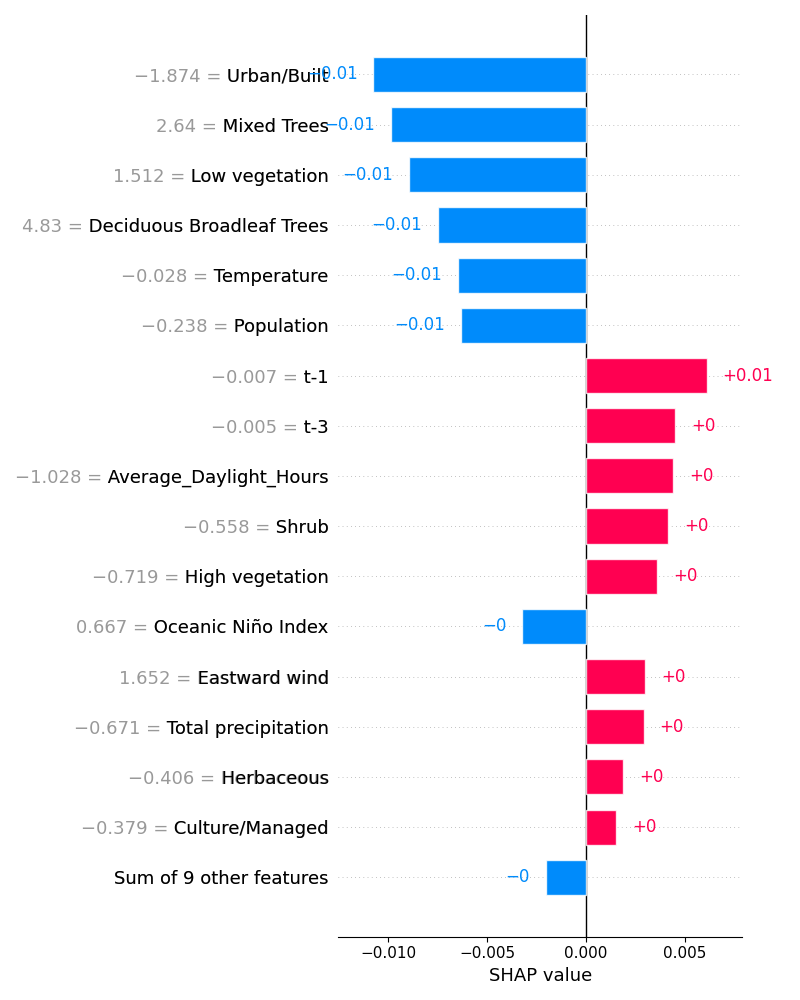 −1.874 = Urban/Built −0.01
2.64 = Mixed Trees −0.01
1.512 = Low vegetation −0.01
4.83 = Deciduous Broadleaf Trees −0.01
−0.028 = Temperature −0.01
−0.238 = Population −0.01
−0.007 = t-1 +0.01
−0.005 = t-3 +0
−1.028 = Average_Daylight_Hours +0
−0.558 = Shrub +0
−0.719 = High vegetation +0
0.667 = Oceanic Niño Index −0
1.652 = Eastward wind +0
−0.671 = Total precipitation +0
−0.406 = Herbaceous +0
−0.379 = Culture/Managed +0
Sum of 9 other features −0
−0.010 −0.005 0.000 0.005
SHAP value